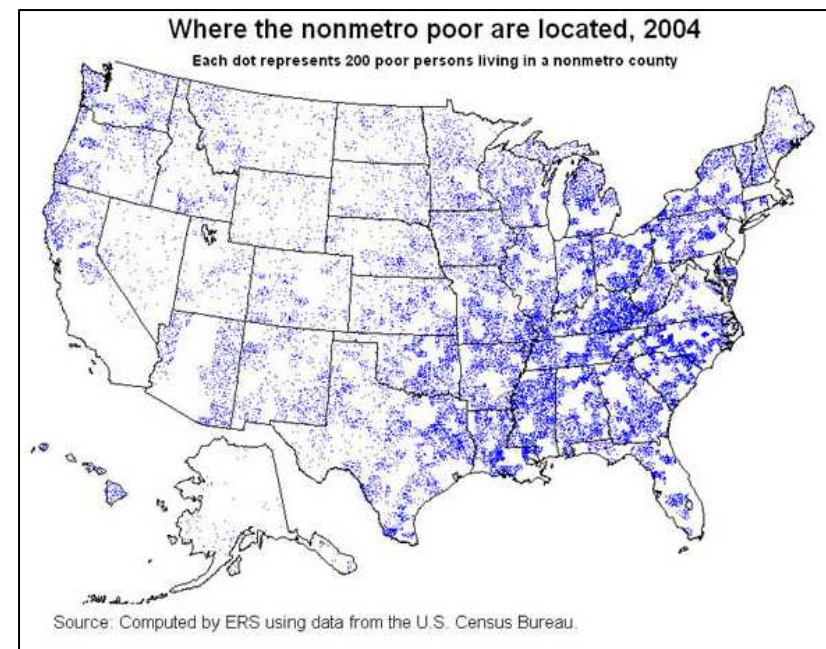 Where the nonmetro poor are located, 2004
Each dot represents 200 poor persons living in a nonmetro county
Source: Computed by ERS using data from the U.S. Census Bureau.